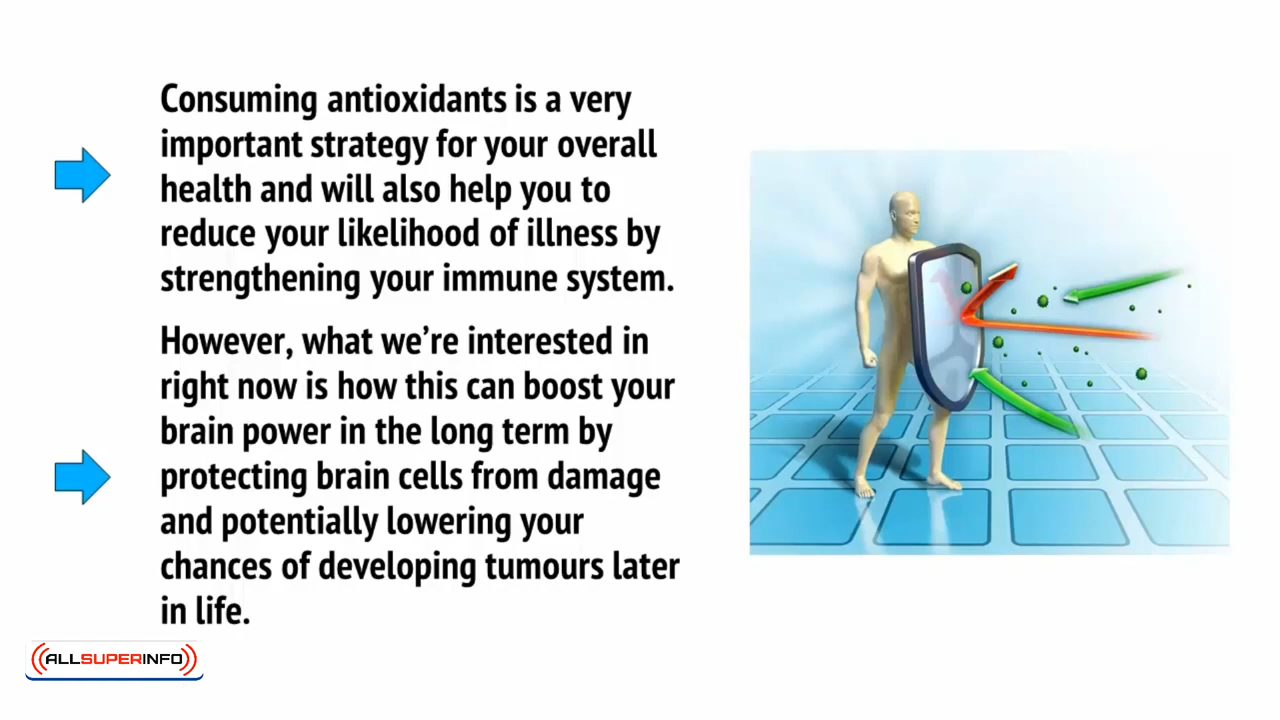 Consuming antioxidants is a very
important strategy for your overall
health and will also help you to
reduce your likelihood of illness by
strengthening your immune system.
However, what we’re interested in
right now is how this can boost your
brain power in the long term by
protecting brain cells from damage
and potentially lowering your
chances of developing tumours later
in life.
ALLSUPERINFO